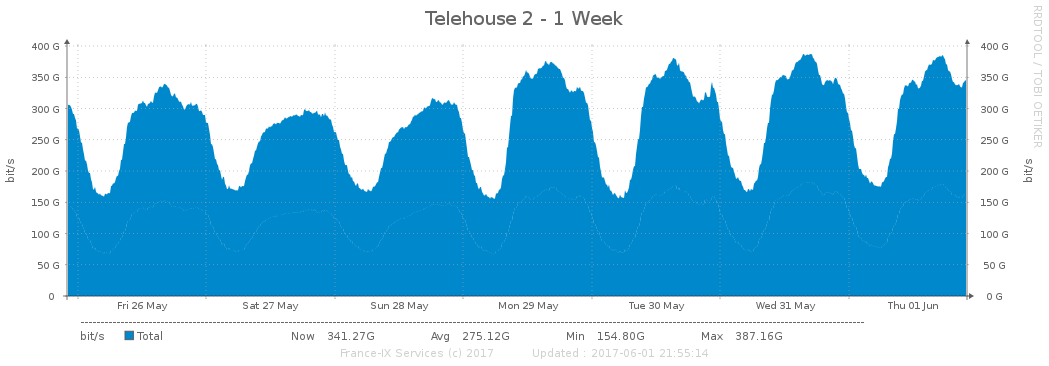 Telehouse 2 - 1 Week
RRDTOOL / TOBI OETIKER
400 G 400 G
350 G 350 G
300 G 300 G
250 G 250 G
200 G 200 G
150 G 150 G
100 G 100 G
50 G 50 G
0 0 G
bit/s
bit/s
Fri 26 May Sat 27 May Sun 28 May Mon 29 May Tue 30 May Wed 31 May Thu 01 Jun
bit/s Total Now 341.27G Avg 275.12G Min 154.80G Max 387.16G
France-IX Services (c) 2017 Updated : 2017-06-01 21:55:14